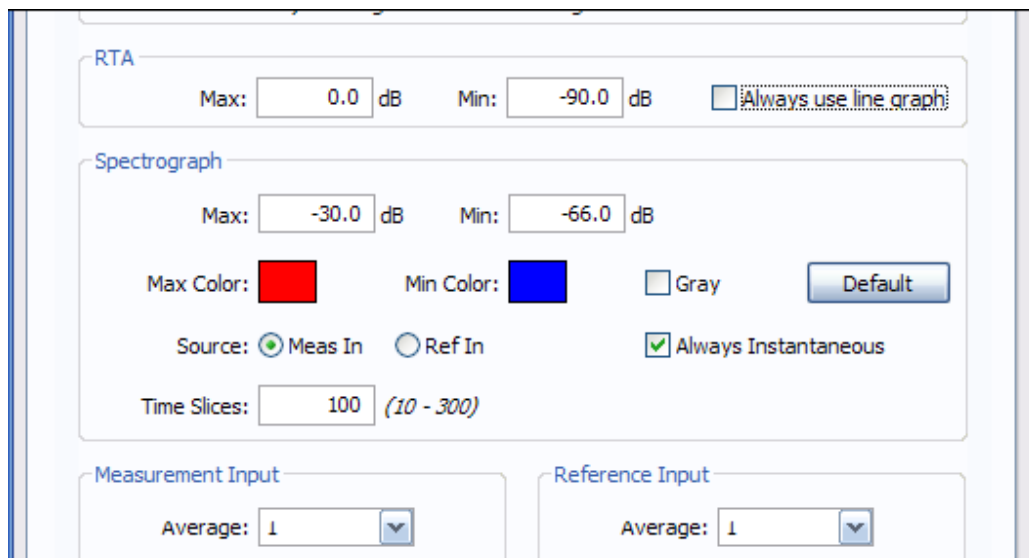 RTA
Max: 0.0 dB Min: -90.0 dB Always use line graph
Spectrograph
Max: -30.0 dB Min: -66.0 dB
Max Color: Min Color: Gray Default
Source: Meas In Ref In Always Instantaneous
Time Slices: 100 (10 - 300)
Measurement Input Reference Input
Average: 1 Average: 1